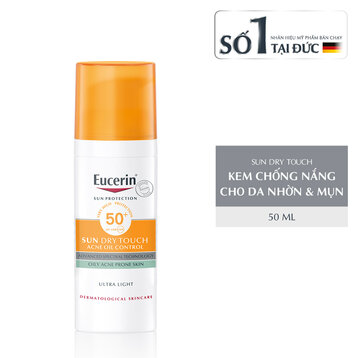 SỐ 1
NHÃN HIỆU MỸ PHẨM BÁN CHẠY
TẠI ĐỨC
Eucerin
SUN PROTECTION
50+
SUN DRY TOUCH
ACNE OIL CONTROL
ADVANCED SPECTRAL TECHNOLOGY
OILY ACNE PRONE SKIN
ULTRA LIGHT
DERMATOLOGICAL SKINCARE
SUN DRY TOUCH
KEM CHỐNG NẮNG
CHO DA NHỜN & MỤN
50 ML